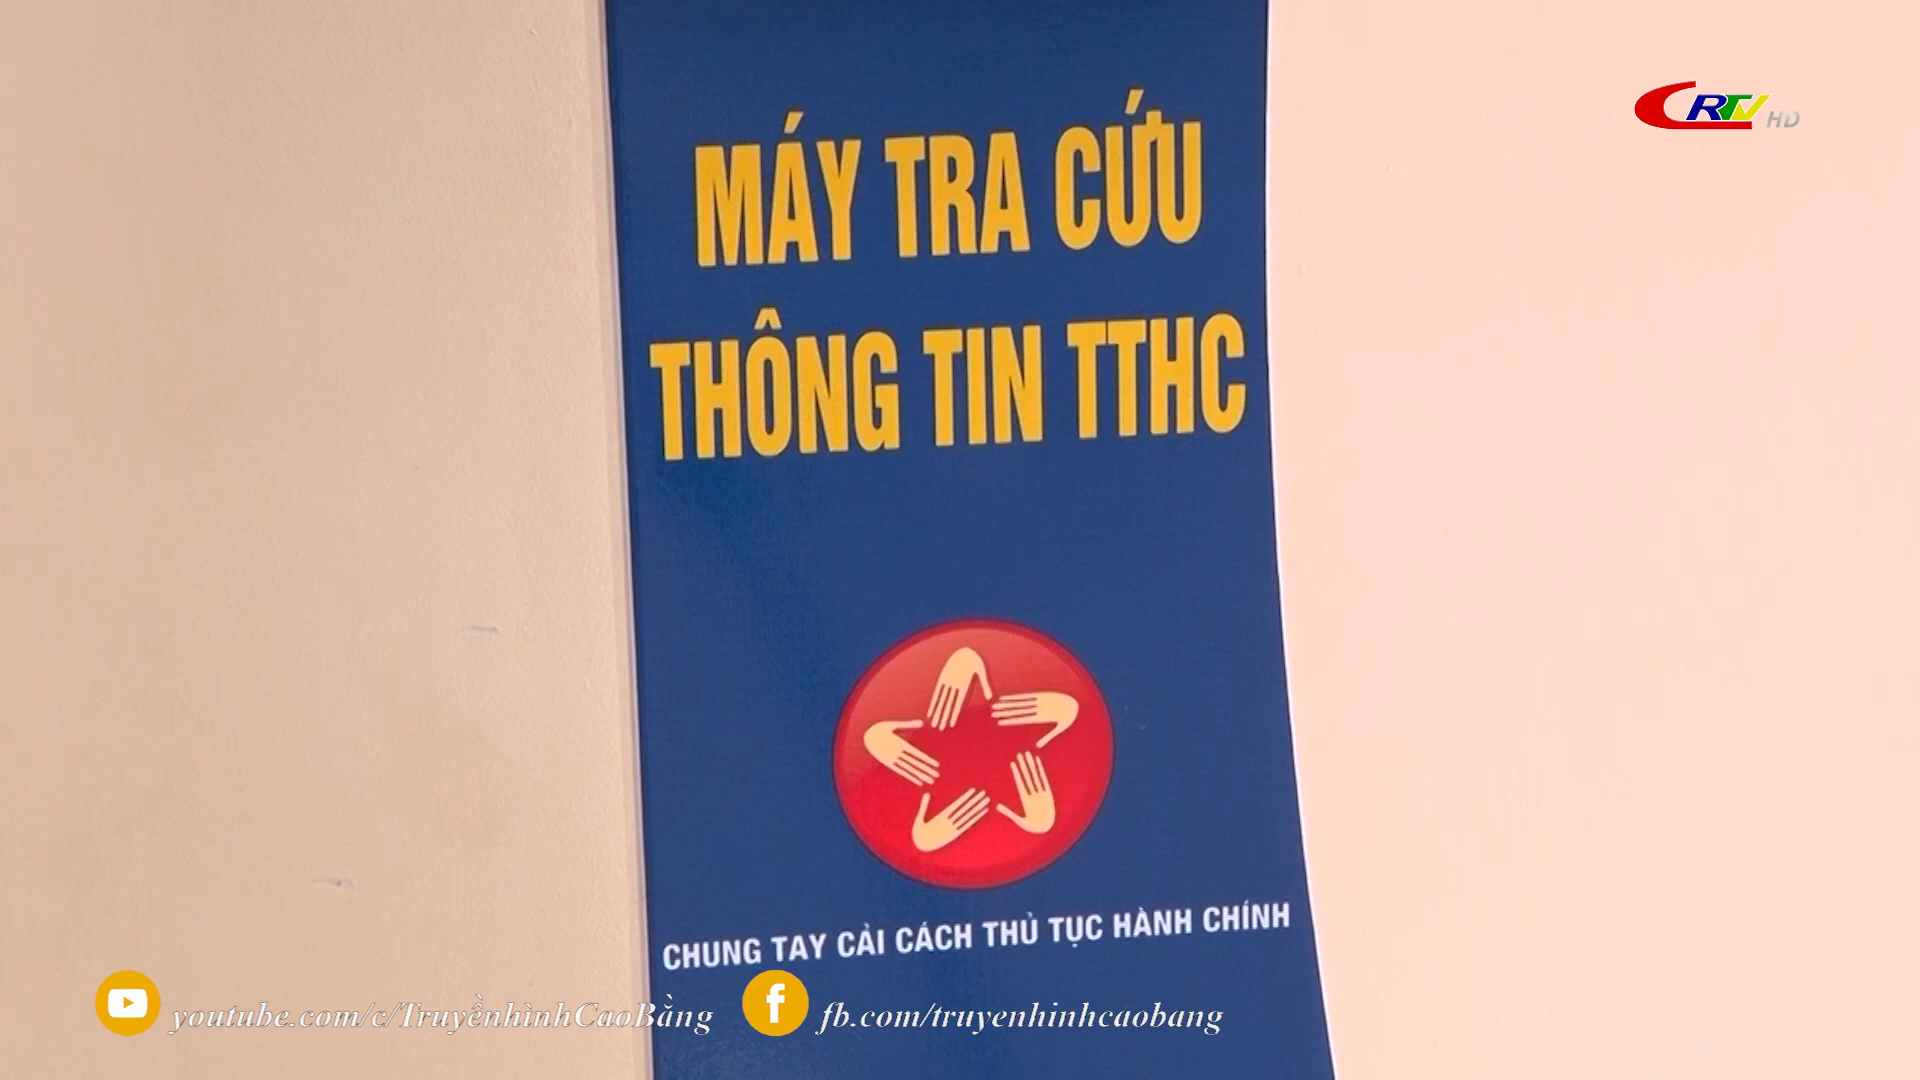 CRTV HD
MÁY TRA CỨU
THÔNG TIN TTHC
CHUNG TAY CẢI CÁCH THỦ TỤC HÀNH CHÍNH
youtube.com/c/TruyềnhìnhCaoBằng
fb.com/truyenhinhcaobang